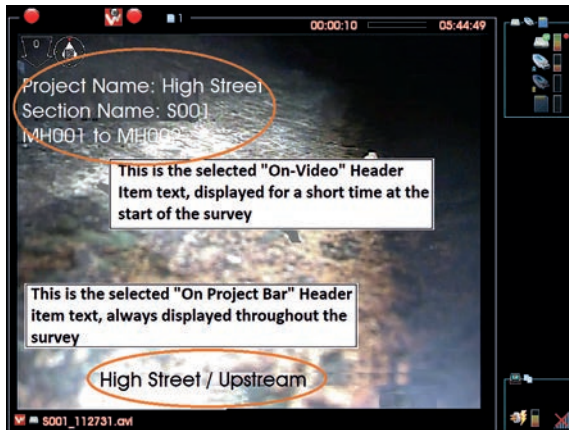 1
00:00:10 05:44:49
0
Project Name: High Street
Section Name: S001
MH001 to MH002
This is the selected "On-Video" Header
Item text, displayed for a short time at the
start of the survey
This is the selected "On Project Bar" Header
item text, always displayed throughout the
survey
High Street / Upstream
S001_112731.avi